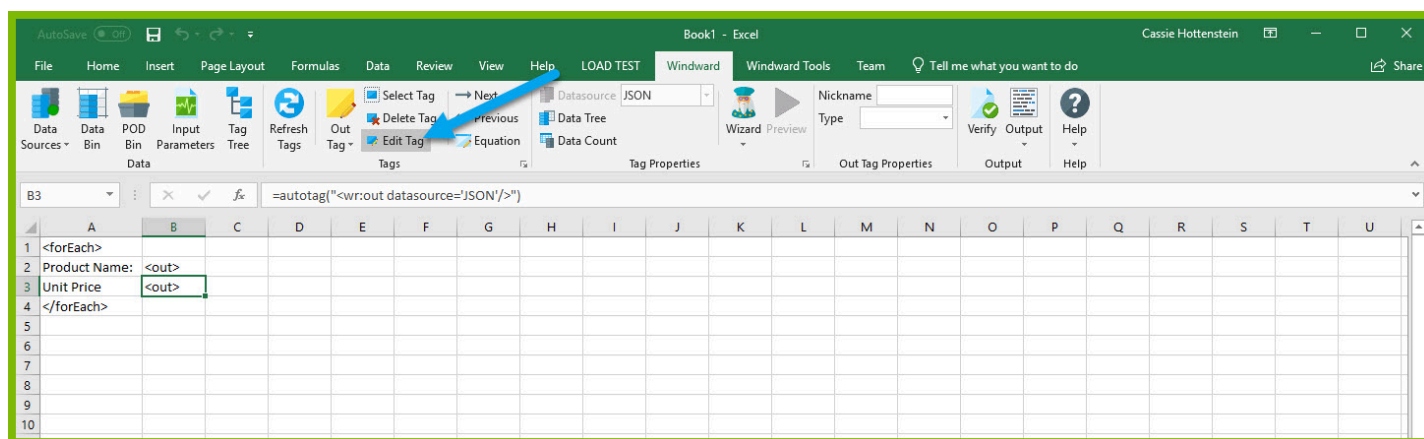 AutoSave Off Book1 - Excel Cassie Hottenstein
File Home Insert Page Layout Formulas Data Review View Help LOAD TEST Windward Windward Tools Team Tell me what you want to do Share
Data Sources Data Bin POD Bin Input Parameters Tag Tree Refresh Tags Out Tag Select Tag Next Datasource JSON Wizard Preview Nickname Verify Output Help
Delete Tag Previous Data Tree Type
Edit Tag Equation Data Count
Data Tags Tag Properties Out Tag Properties Output Help
B3 fx =autotag("<wr:out datasource='JSON'/>")
A B C D E F G H I J K L M N O P Q R S T U
1 <forEach>
2 Product Name: <out>
3 Unit Price <out>
4 </forEach>
5
6
7
8
9
10